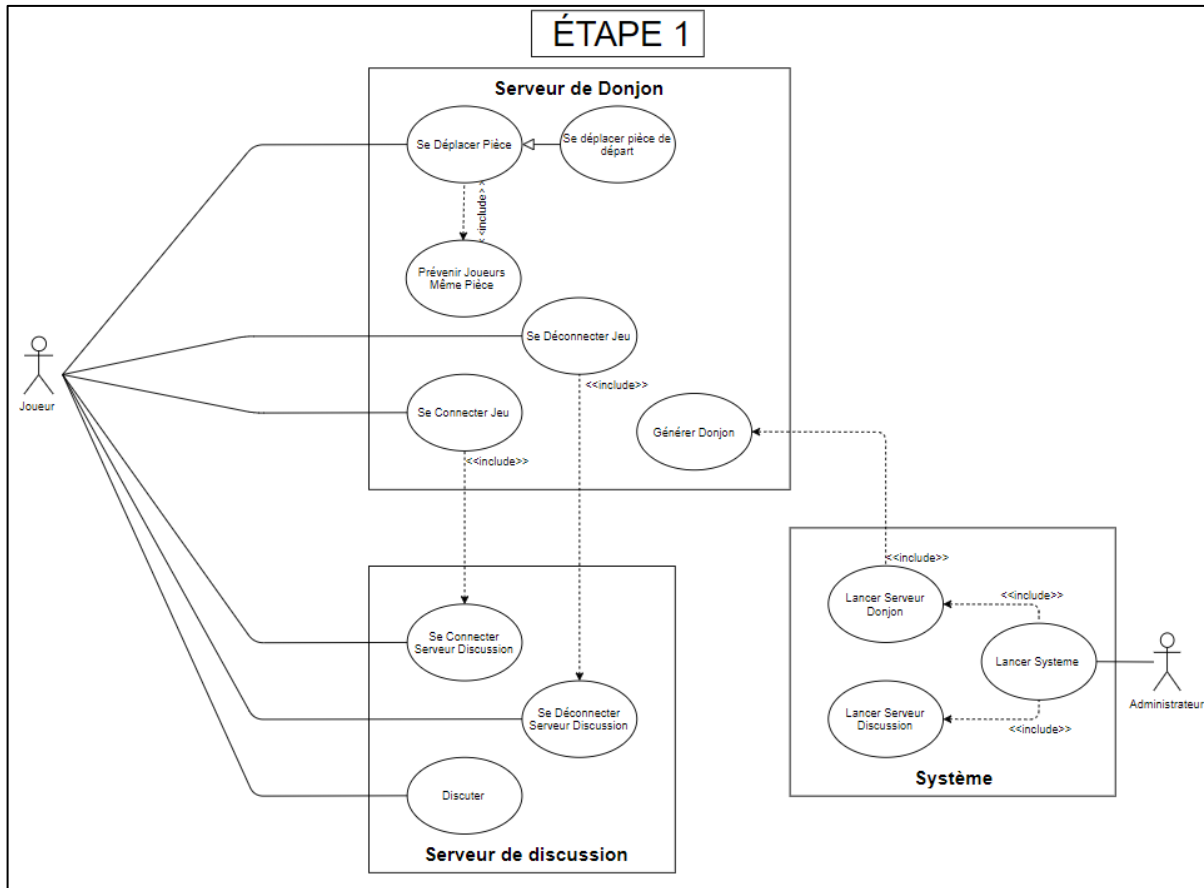 ÉTAPE 1
Serveur de Donjon
Se Déplacer Pièce
Se déplacer pièce de
départ
<<include>>
Prévenir Joueurs
Même Pièce
Se Déconnecter Jeu
<<include>>
Joueur
Se Connecter Jeu
<<include>>
Générer Donjon
<<include>>
Lancer Serveur
Donjon
<<include>>
Se Connecter
Serveur Discussion
Lancer Systeme
Administrateur
Se Déconnecter
Serveur Discussion
Lancer Serveur
Discussion
<<include>>
Système
Discuter
Serveur de discussion